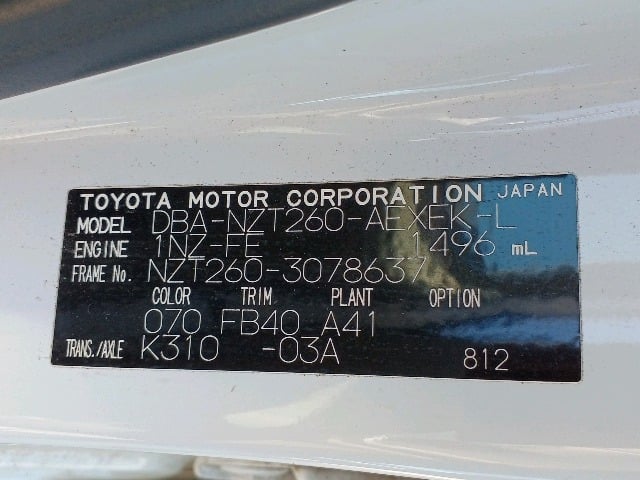 TOYOTA MOTOR CORPORATION JAPAN
MODEL DBA-NZT260-AEXEK-L
ENGINE 1NZ-FE 1496 mL
FRAME No. NZT260-3078637
COLOR TRIM PLANT OPTION
070 FB40 A41
TRANS./AXLE K310 -03A 812